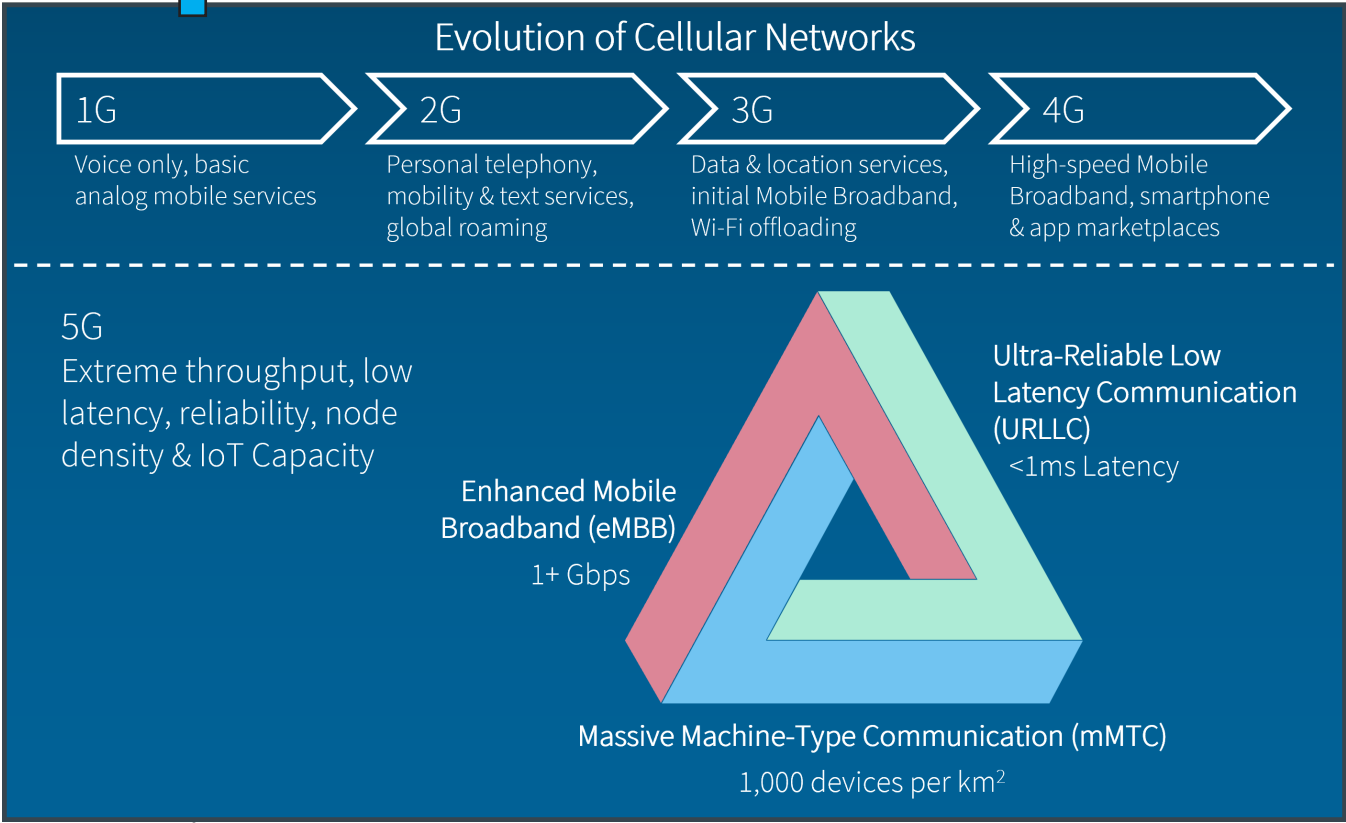 Evolution of Cellular Networks
1G
Voice only, basic
analog mobile services
2G
Personal telephony,
mobility & text services,
global roaming
3G
Data & location services,
initial Mobile Broadband,
Wi-Fi offloading
4G
High-speed Mobile
Broadband, smartphone
& app marketplaces
5G
Extreme throughput, low
latency, reliability, node
density & IoT Capacity
Enhanced Mobile
Broadband (eMBB)
1+ Gbps
Ultra-Reliable Low
Latency Communication
(URLLC)
<1ms Latency
Massive Machine-Type Communication (mMTC)
1,000 devices per km²